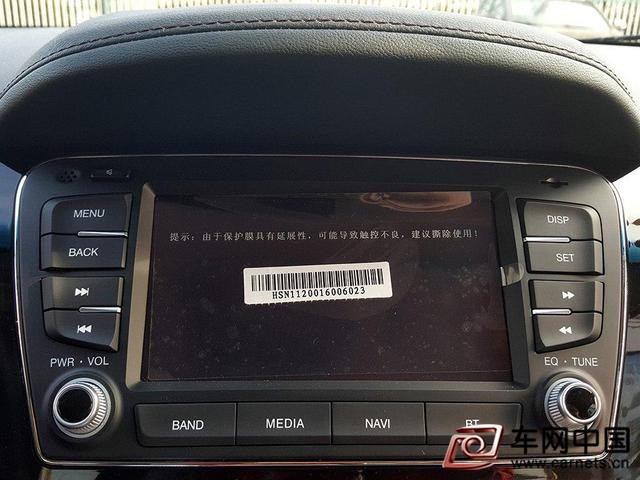 MENU
DISP
提示：由于保护膜具有延展性，可能导致触控不良，建议撕除使用！
BACK
SET
HSN1120016006023
PWR·VOL
EQ·TUNE
BAND
MEDIA
NAVI
BT
车网中国
www.carnets.cn